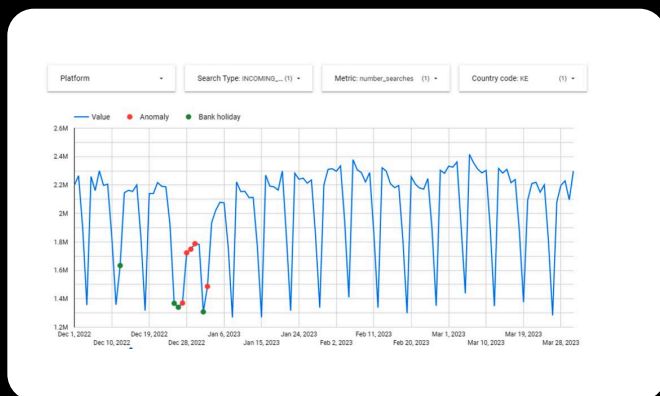 Platform
Search Type: INCOMING_... (1)
Metric: number_searches (1)
Country code: KE (1)
Value Anomaly Bank holiday
2.6M
2.4M
2.2M
2M
1.8M
1.6M
1.4M
1.2M
Dec 1, 2022 Dec 19, 2022 Jan 6, 2023 Jan 24, 2023 Feb 11, 2023 Mar 1, 2023 Mar 19, 2023
Dec 10, 2022 Dec 28, 2022 Jan 15, 2023 Feb 2, 2023 Feb 20, 2023 Mar 10, 2023 Mar 28, 2023